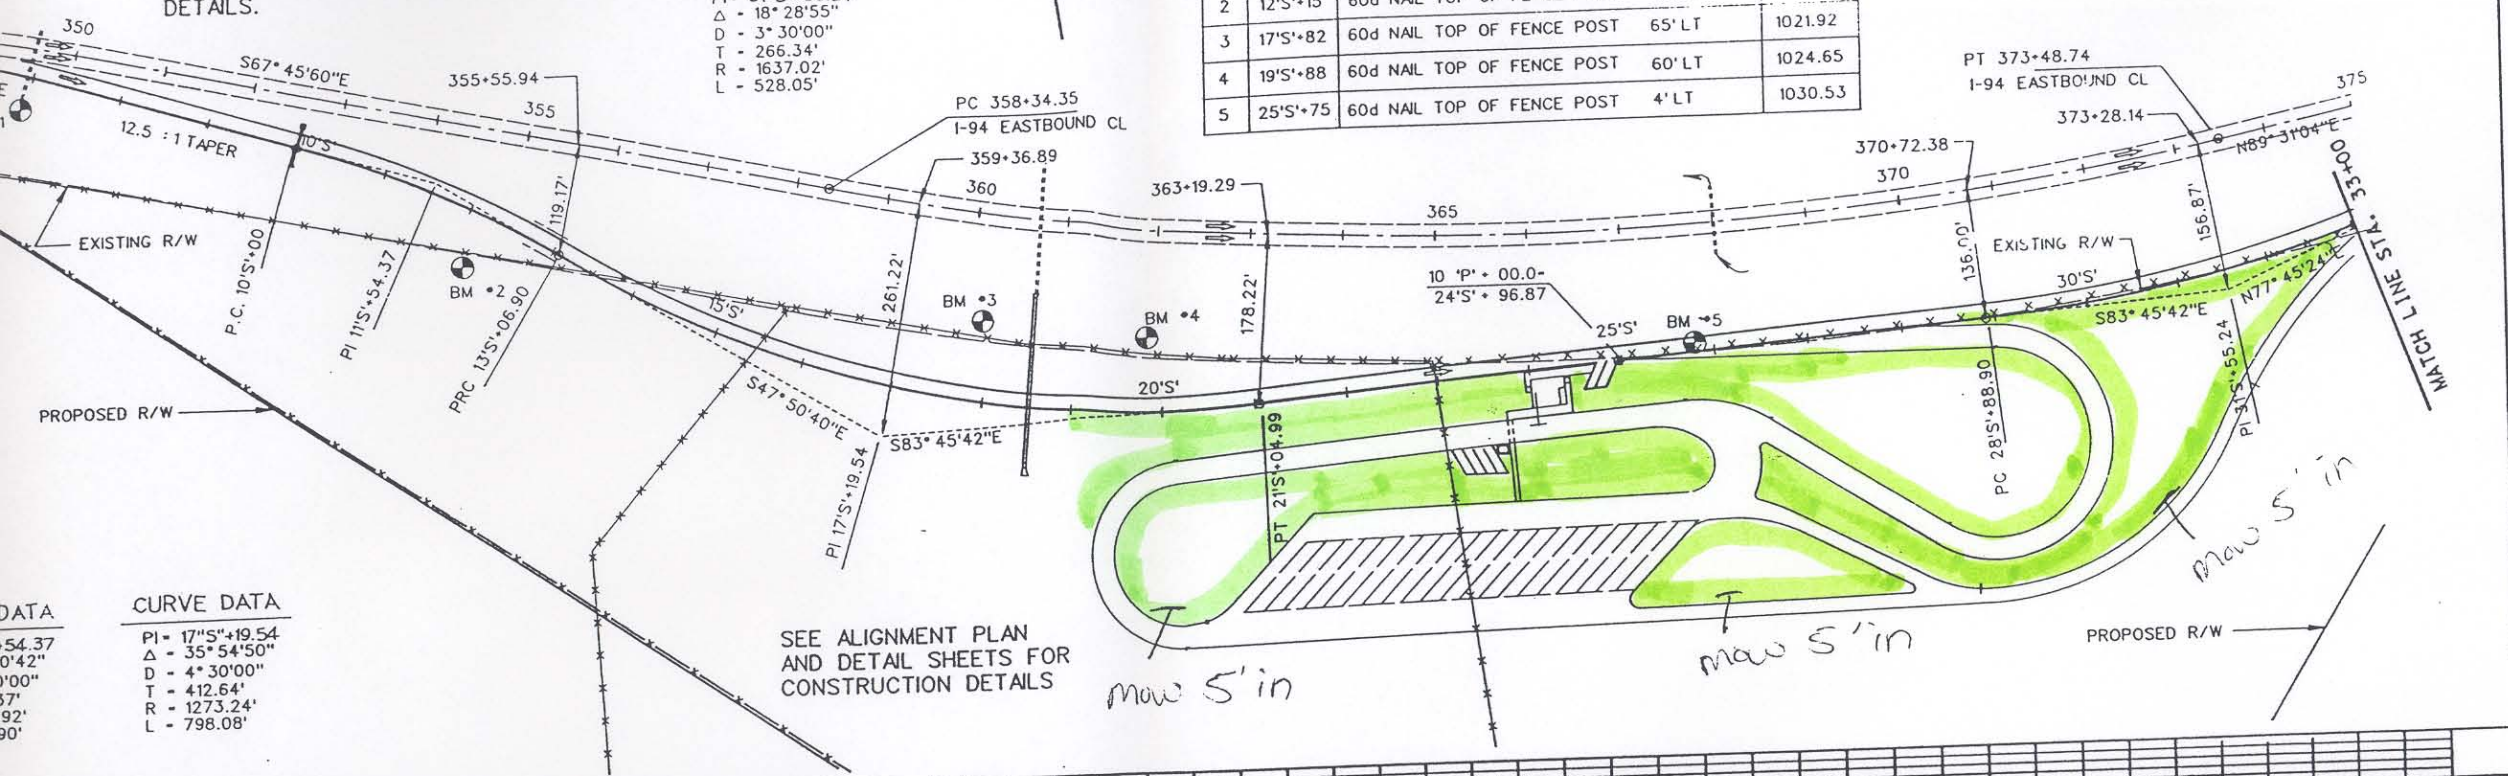 DETAILS.
Δ - 18° 28'55"
D - 3° 30'00"
T - 266.34'
R - 1637.02'
L - 528.05'
2 12'S'+15 60d NAIL TOP OF
3 17'S'+82 60d NAIL TOP OF FENCE POST 65' LT 1021.92
4 19'S'+88 60d NAIL TOP OF FENCE POST 60' LT 1024.65
5 25'S'+75 60d NAIL TOP OF FENCE POST 4' LT 1030.53
350
S67° 45'60"E
355+55.94
355
PC 358+34.35
I-94 EASTBOUND CL
359+36.89
360
363+19.29
365
370+72.38
370
PT 373+48.74
I-94 EASTBOUND CL
373+28.14
375
N89° 31'04"E
12.5 : 1 TAPER
10'S'
119.17'
EXISTING R/W
P.C. 10'S'+00
PI 11'S'+54.37
BM #2
PRC 13'S'+06.90
15'S'
261.22'
BM #3
BM #4
178.22'
10 'P' + 00.0-
24'S' + 96.87
25'S'
BM #5
136.00'
EXISTING R/W
156.87'
30'S'
S83° 45'42"E
N77° 45'24"E
MATCH LINE STA. 33+00
PROPOSED R/W
S47° 50'40"E
20'S'
S83° 45'42"E
PI 17'S'+19.54
PT 21'S'+04.99
PC 28'S'+88.90
PI 31'S'+55.24
mow 5' in
mow 5' in
mow 5' in
PROPOSED R/W
SEE ALIGNMENT PLAN
AND DETAIL SHEETS FOR
CONSTRUCTION DETAILS
DATA
54.37
0'42"
0'00"
37'
92'
90'
CURVE DATA
PI - 17"S"+19.54
Δ - 35° 54'50"
D - 4° 30'00"
T - 412.64'
R - 1273.24'
L - 798.08'